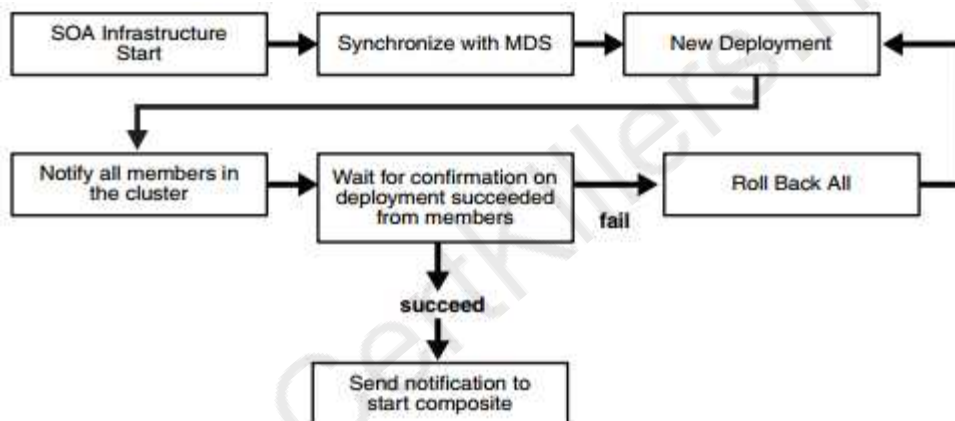 SOA Infrastructure
Start
Synchronize with MDS
New Deployment
Notify all members in
the cluster
Wait for confirmation on
deployment succeeded
from members
fail
Roll Back All
succeed
Send notification to
start composite
CertKillers.n